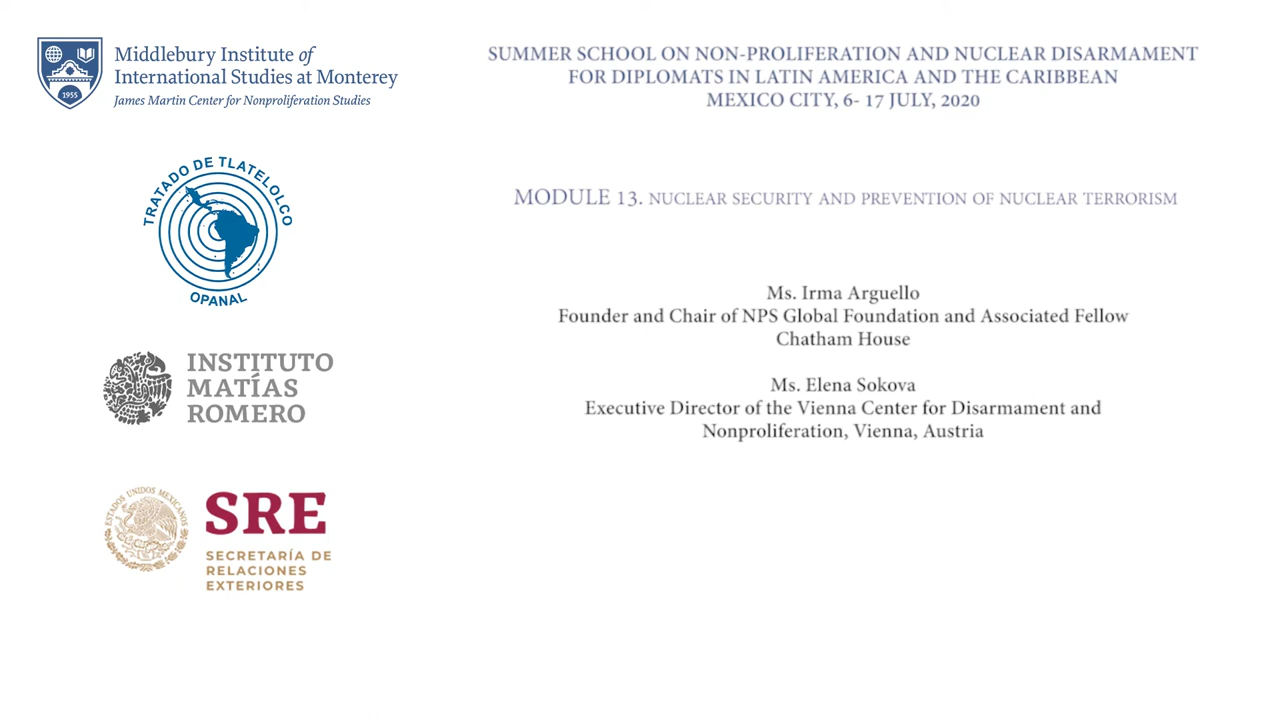 Middlebury Institute of
International Studies at Monterey
James Martin Center for Nonproliferation Studies
1955
TRATADO DE TLATELOLCO
OPANAL
INSTITUTO
MATÍAS
ROMERO
ESTADOS UNIDOS MEXICANOS
SRE
SECRETARÍA DE
RELACIONES
EXTERIORES
SUMMER SCHOOL ON NON-PROLIFERATION AND NUCLEAR DISARMAMENT
FOR DIPLOMATS IN LATIN AMERICA AND THE CARIBBEAN
MEXICO CITY, 6- 17 JULY, 2020
MODULE 13. NUCLEAR SECURITY AND PREVENTION OF NUCLEAR TERRORISM
Ms. Irma Arguello
Founder and Chair of NPS Global Foundation and Associated Fellow
Chatham House
Ms. Elena Sokova
Executive Director of the Vienna Center for Disarmament and
Nonproliferation, Vienna, Austria